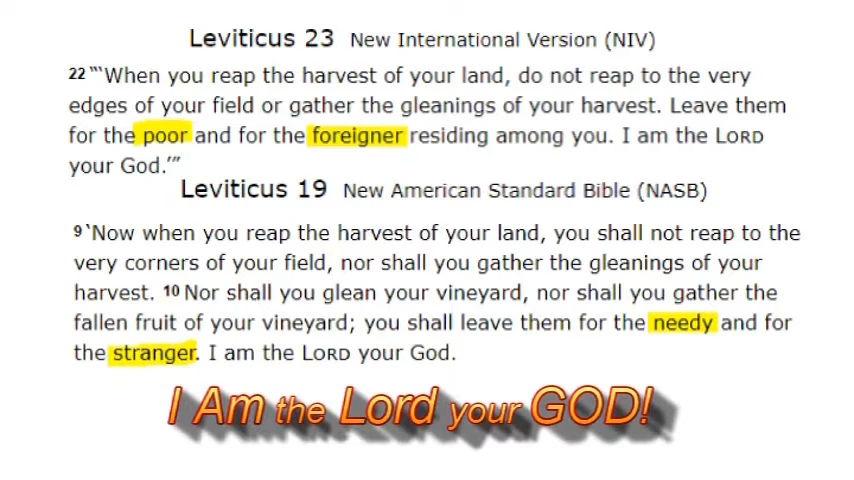 Leviticus 23 New International Version (NIV)
22 “‘“When you reap the harvest of your land, do not reap to the very
edges of your field or gather the gleanings of your harvest. Leave them
for the poor and for the foreigner residing among you. I am the LORD
your God.’”
Leviticus 19 New American Standard Bible (NASB)
9 ‘Now when you reap the harvest of your land, you shall not reap to the
very corners of your field, nor shall you gather the gleanings of your
harvest. 10 Nor shall you glean your vineyard, nor shall you gather the
fallen fruit of your vineyard; you shall leave them for the needy and for
the stranger. I am the LORD your God.
I Am the Lord your GOD!